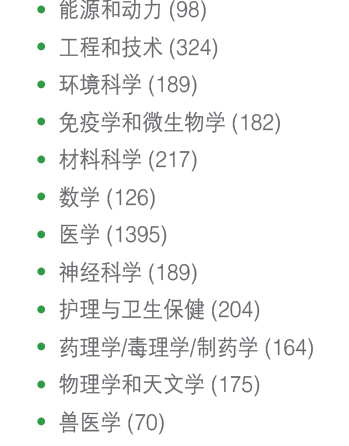 • 能源和动力 (98)
• 工程和技术 (324)
• 环境科学 (189)
• 免疫学和微生物学 (182)
• 材料科学 (217)
• 数学 (126)
• 医学 (1395)
• 神经科学 (189)
• 护理与卫生保健 (204)
• 药理学/毒理学/制药学 (164)
• 物理学和天文学 (175)
• 兽医学 (70)